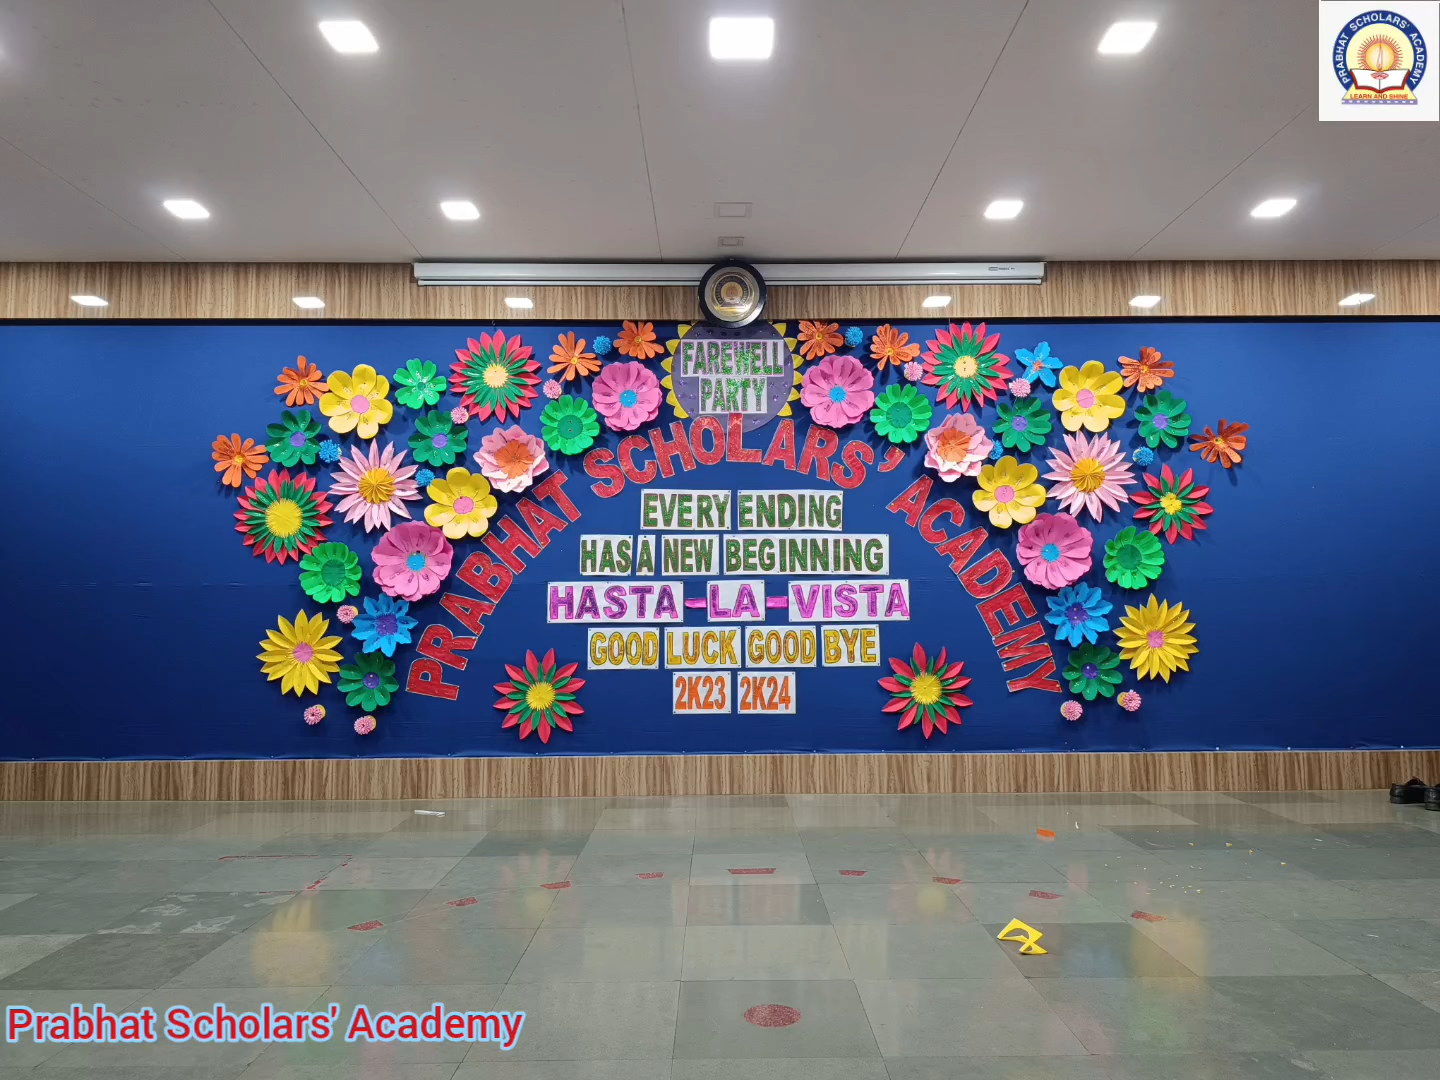 PRABHAT SCHOLARS' ACADEMY
LEARN AND SHINE
FAREWELL
PARTY
PRABHAT SCHOLARS' ACADEMY
EVERY ENDING
HAS A NEW BEGINNING
HASTA-LA-VISTA
GOOD LUCK GOOD BYE
2K23 2K24
Prabhat Scholars' Academy